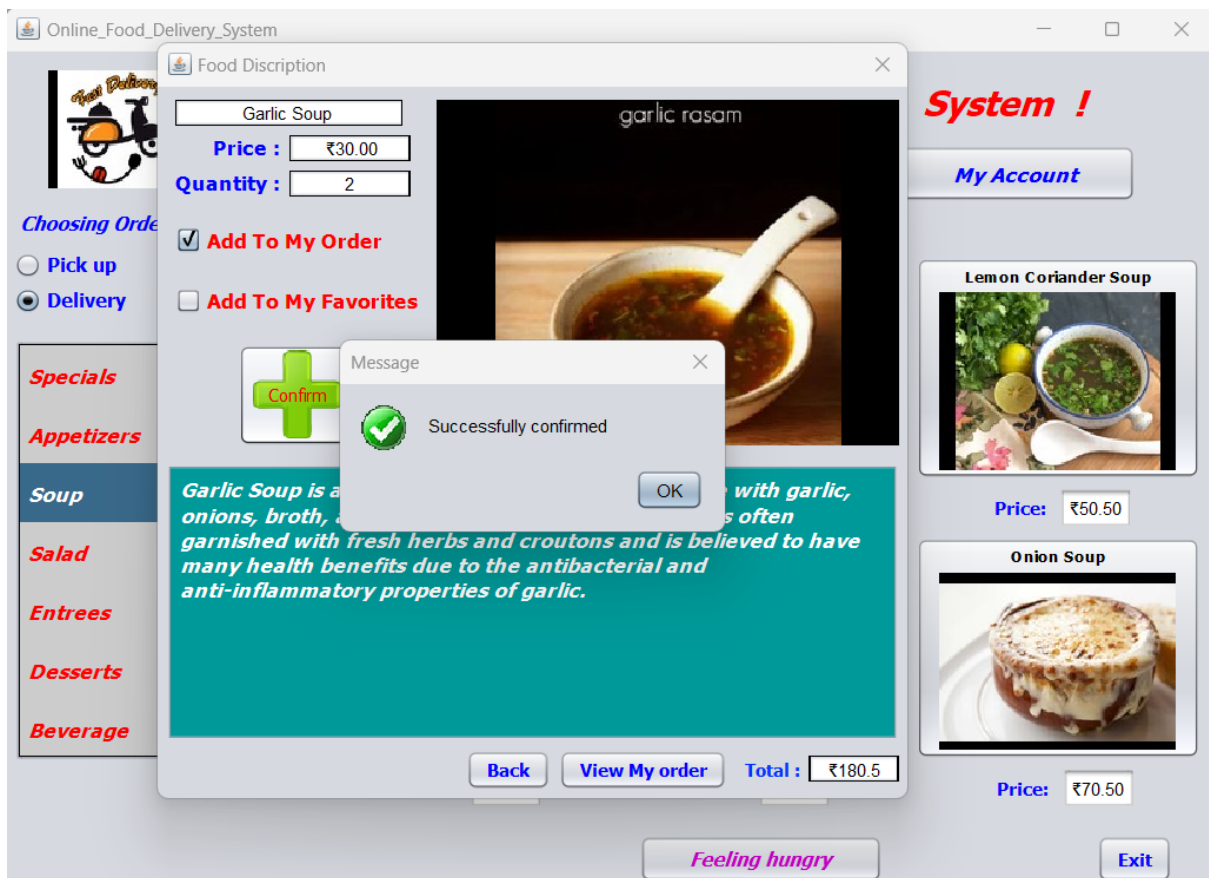 Online_Food_Delivery_System
Food Discription
Fast Delivery
System !
My Account
Choosing Orde
Pick up
Delivery
Specials
Appetizers
Soup
Salad
Entrees
Desserts
Beverage
Garlic Soup
Price : ₹30.00
Quantity : 2
Add To My Order
Add To My Favorites
Confirm
garlic rasam
Message
Successfully confirmed
OK
Garlic Soup is a with garlic,
onions, broth, often
garnished with fresh herbs and croutons and is believed to have
many health benefits due to the antibacterial and
anti-inflammatory properties of garlic.
Back
View My order
Total : ₹180.5
Lemon Coriander Soup
Price: ₹50.50
Onion Soup
Price: ₹70.50
Feeling hungry
Exit